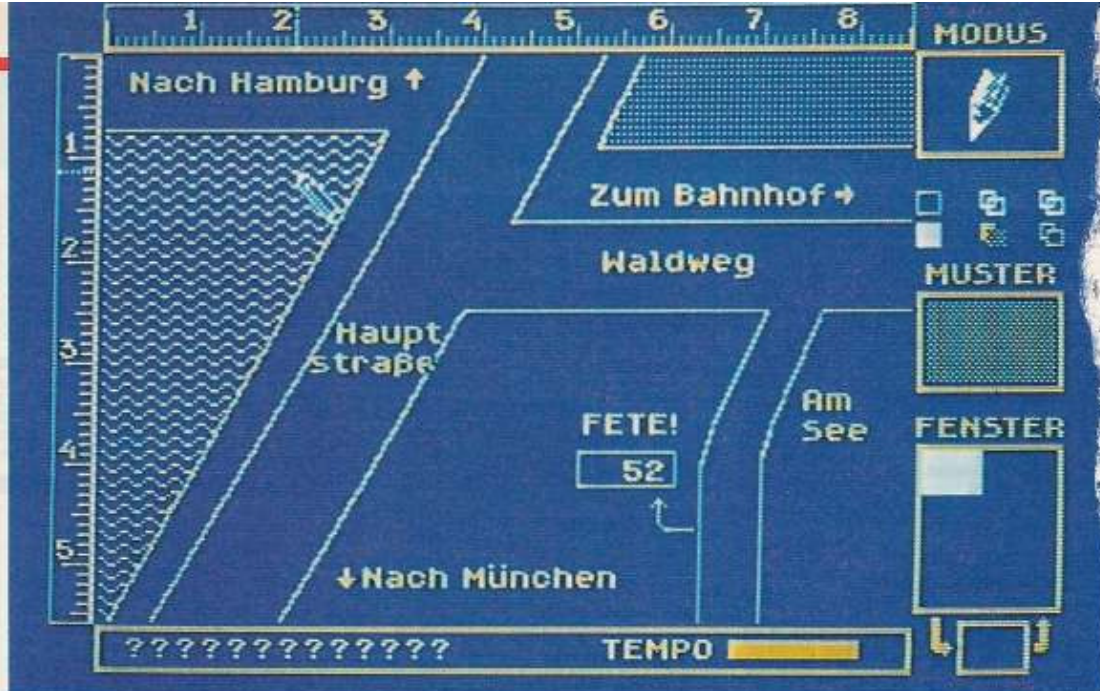 1 2 3 4 5 6 7 8
MODUS
Nach Hamburg ↑
1
Zum Bahnhof →
2
Waldweg
MUSTER
3
Haupt
straße
Am
See
FETE!
FENSTER
4
52
5
↓Nach München
?????????????
TEMPO